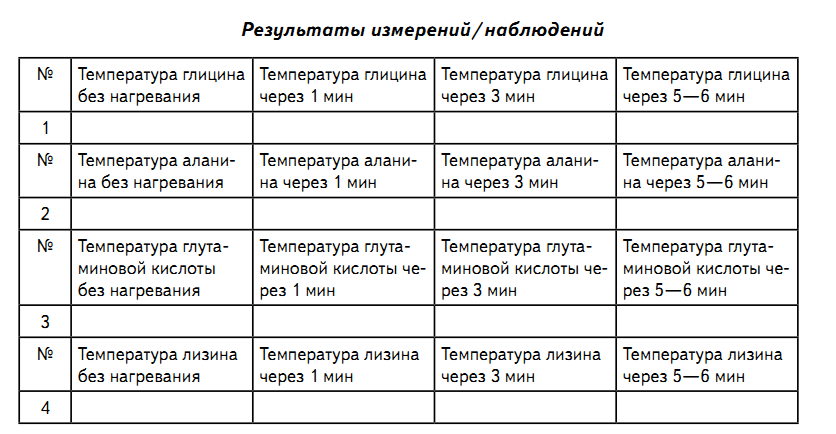 Результаты измерений/наблюдений
№ Температура глицина без нагревания Температура глицина через 1 мин Температура глицина через 3 мин Температура глицина через 5—6 мин
1
№ Температура алани-на без нагревания Температура алани-на через 1 мин Температура алани-на через 3 мин Температура алани-на через 5—6 мин
2
№ Температура глута-миновой кислоты без нагревания Температура глута-миновой кислоты че-рез 1 мин Температура глута-миновой кислоты че-рез 3 мин Температура глута-миновой кислоты че-рез 5—6 мин
3
№ Температура лизина без нагревания Температура лизина через 1 мин Температура лизина через 3 мин Температура лизина через 5—6 мин
4